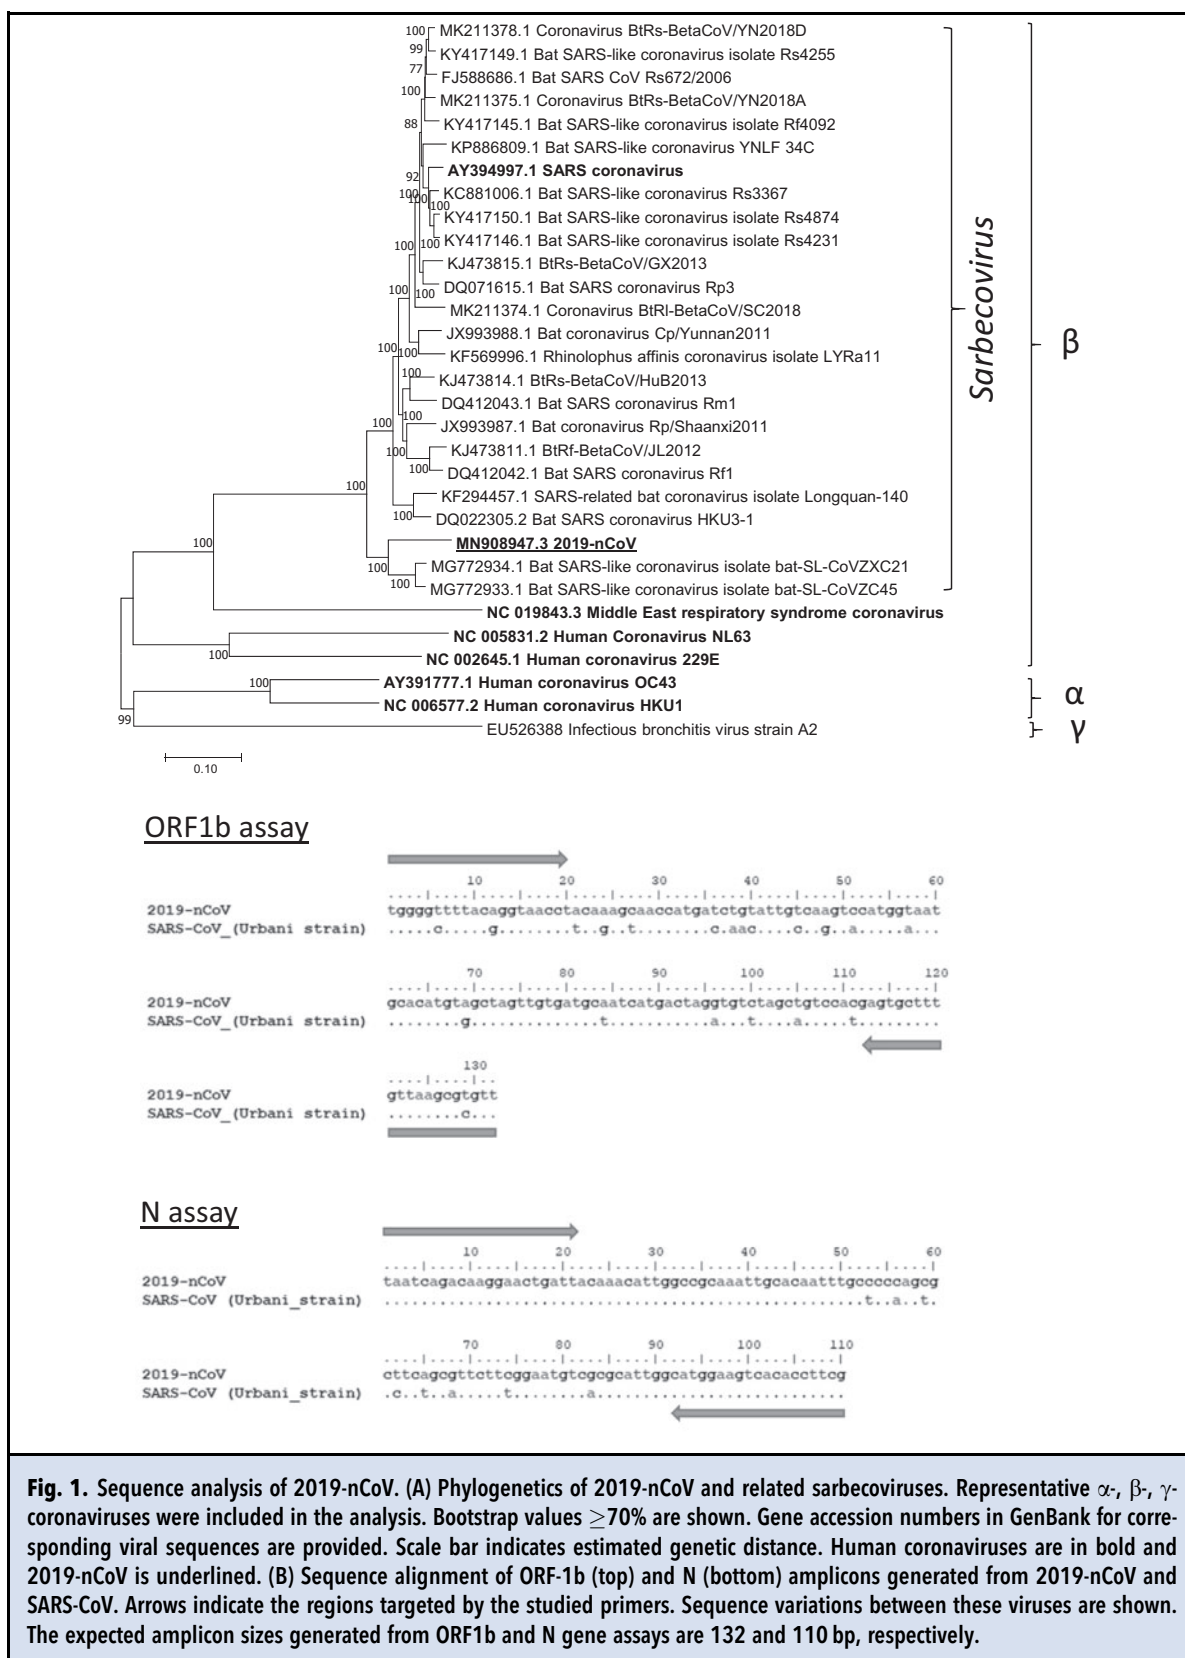 100 MK211378.1 Coronavirus BtRs-BetaCoV/YN2018D
99 KY417149.1 Bat SARS-like coronavirus isolate Rs4255
77 FJ588686.1 Bat SARS CoV Rs672/2006
100 MK211375.1 Coronavirus BtRs-BetaCoV/YN2018A
88 KY417145.1 Bat SARS-like coronavirus isolate Rf4092
KP886809.1 Bat SARS-like coronavirus YNLF 34C
92 AY394997.1 SARS coronavirus
100 100 KC881006.1 Bat SARS-like coronavirus Rs3367
100 KY417150.1 Bat SARS-like coronavirus isolate Rs4874
100 100 KY417146.1 Bat SARS-like coronavirus isolate Rs4231
KJ473815.1 BtRs-BetaCoV/GX2013
100 100 DQ071615.1 Bat SARS coronavirus Rp3
MK211374.1 Coronavirus BtRl-BetaCoV/SC2018
JX993988.1 Bat coronavirus Cp/Yunnan2011
100 100 KF569996.1 Rhinolophus affinis coronavirus isolate LYRa11
100 KJ473814.1 BtRs-BetaCoV/HuB2013
DQ412043.1 Bat SARS coronavirus Rm1
100 100 JX993987.1 Bat coronavirus Rp/Shaanxi2011
100 KJ473811.1 BtRf-BetaCoV/JL2012
100 DQ412042.1 Bat SARS coronavirus Rf1
100 KF294457.1 SARS-related bat coronavirus isolate Longquan-140
100 DQ022305.2 Bat SARS coronavirus HKU3-1
100 MN908947.3 2019-nCoV
100 MG772934.1 Bat SARS-like coronavirus isolate bat-SL-CoVZXC21
100 MG772933.1 Bat SARS-like coronavirus isolate bat-SL-CoVZC45
NC 019843.3 Middle East respiratory syndrome coronavirus
NC 005831.2 Human Coronavirus NL63
100 NC 002645.1 Human coronavirus 229E
100 AY391777.1 Human coronavirus OC43
NC 006577.2 Human coronavirus HKU1
99 EU526388 Infectious bronchitis virus strain A2
0.10
Sarbecovirus
β
α
γ
ORF1b assay
10 20 30 40 50 60
2019-nCoV tggggttttacaggtaacctacaaagcaaccatgatctgtattgtcaagtccatggtaat
SARS-CoV_(Urbani strain) .....c.....g........t..g..t........c.aac....c..g..a.....a...
70 80 90 100 110 120
2019-nCoV gcacatgtagctagttgtgatgcaatcatgactaggtgtctagctgtccacgagtgcttt
SARS-CoV_(Urbani strain) ........g..............t...........a...t....a.....t.........
130
2019-nCoV gttaagcgtgtt
SARS-CoV_(Urbani strain) ........c...
N assay
10 20 30 40 50 60
2019-nCoV taatcagacaaggaactgattacaaacattggccgcaaattgcacaatttgcccccagcg
SARS-CoV (Urbani_strain) ....................................................t..a..t.
70 80 90 100 110
2019-nCoV cttcagcgttcttcggaatgtcgcgcattggcatggaagtcacaccttcg
SARS-CoV (Urbani_strain) .c..t..a.....t........a...........................
Fig. 1. Sequence analysis of 2019-nCoV. (A) Phylogenetics of 2019-nCoV and related sarbecoviruses. Representative α-, β-, γ-
coronaviruses were included in the analysis. Bootstrap values ≥70% are shown. Gene accession numbers in GenBank for corre-
sponding viral sequences are provided. Scale bar indicates estimated genetic distance. Human coronaviruses are in bold and
2019-nCoV is underlined. (B) Sequence alignment of ORF-1b (top) and N (bottom) amplicons generated from 2019-nCoV and
SARS-CoV. Arrows indicate the regions targeted by the studied primers. Sequence variations between these viruses are shown.
The expected amplicon sizes generated from ORF1b and N gene assays are 132 and 110 bp, respectively.